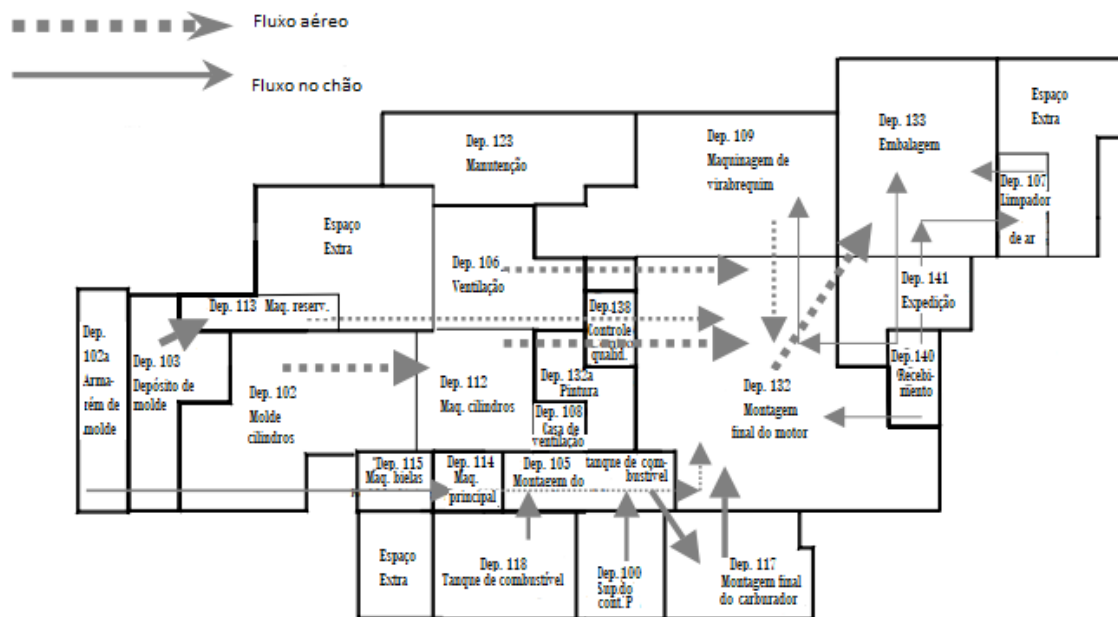 Fluxo aéreo
Fluxo no chão
Dep. 133
Embalagem
Espaço
Extra
Dep. 123
Manutenção
Dep. 109
Maquinagem de
virabrequim
Dep. 107
Limpador
de ar
Espaço
Extra
Dep. 106
Ventilação
Dep. 141
Expedição
Dep. 113 Maq. reserv.
Dep.138
Controle
qualid.
Dep.
102a
Arma-
rém de
molde
Dep. 103
Depósito de
molde
Dep. 102
Molde
cilindros
Dep. 112
Maq. cilindros
Dep. 132a
Pintura
Dep. 108
Casa de
ventilação
Dep. 132
Montagem
final do motor
Dep.140
Recebi-
mento
"Dep. 115
Maq. bielas
Dep. 114
Maq.
principal
Dep. 105
Montagem do
tanque de com-
bustível
Espaço
Extra
Dep. 118
Tanque de combustível
Dep. 100
Sup.do
cont. P
Dep. 117
Montagem final
do carburador